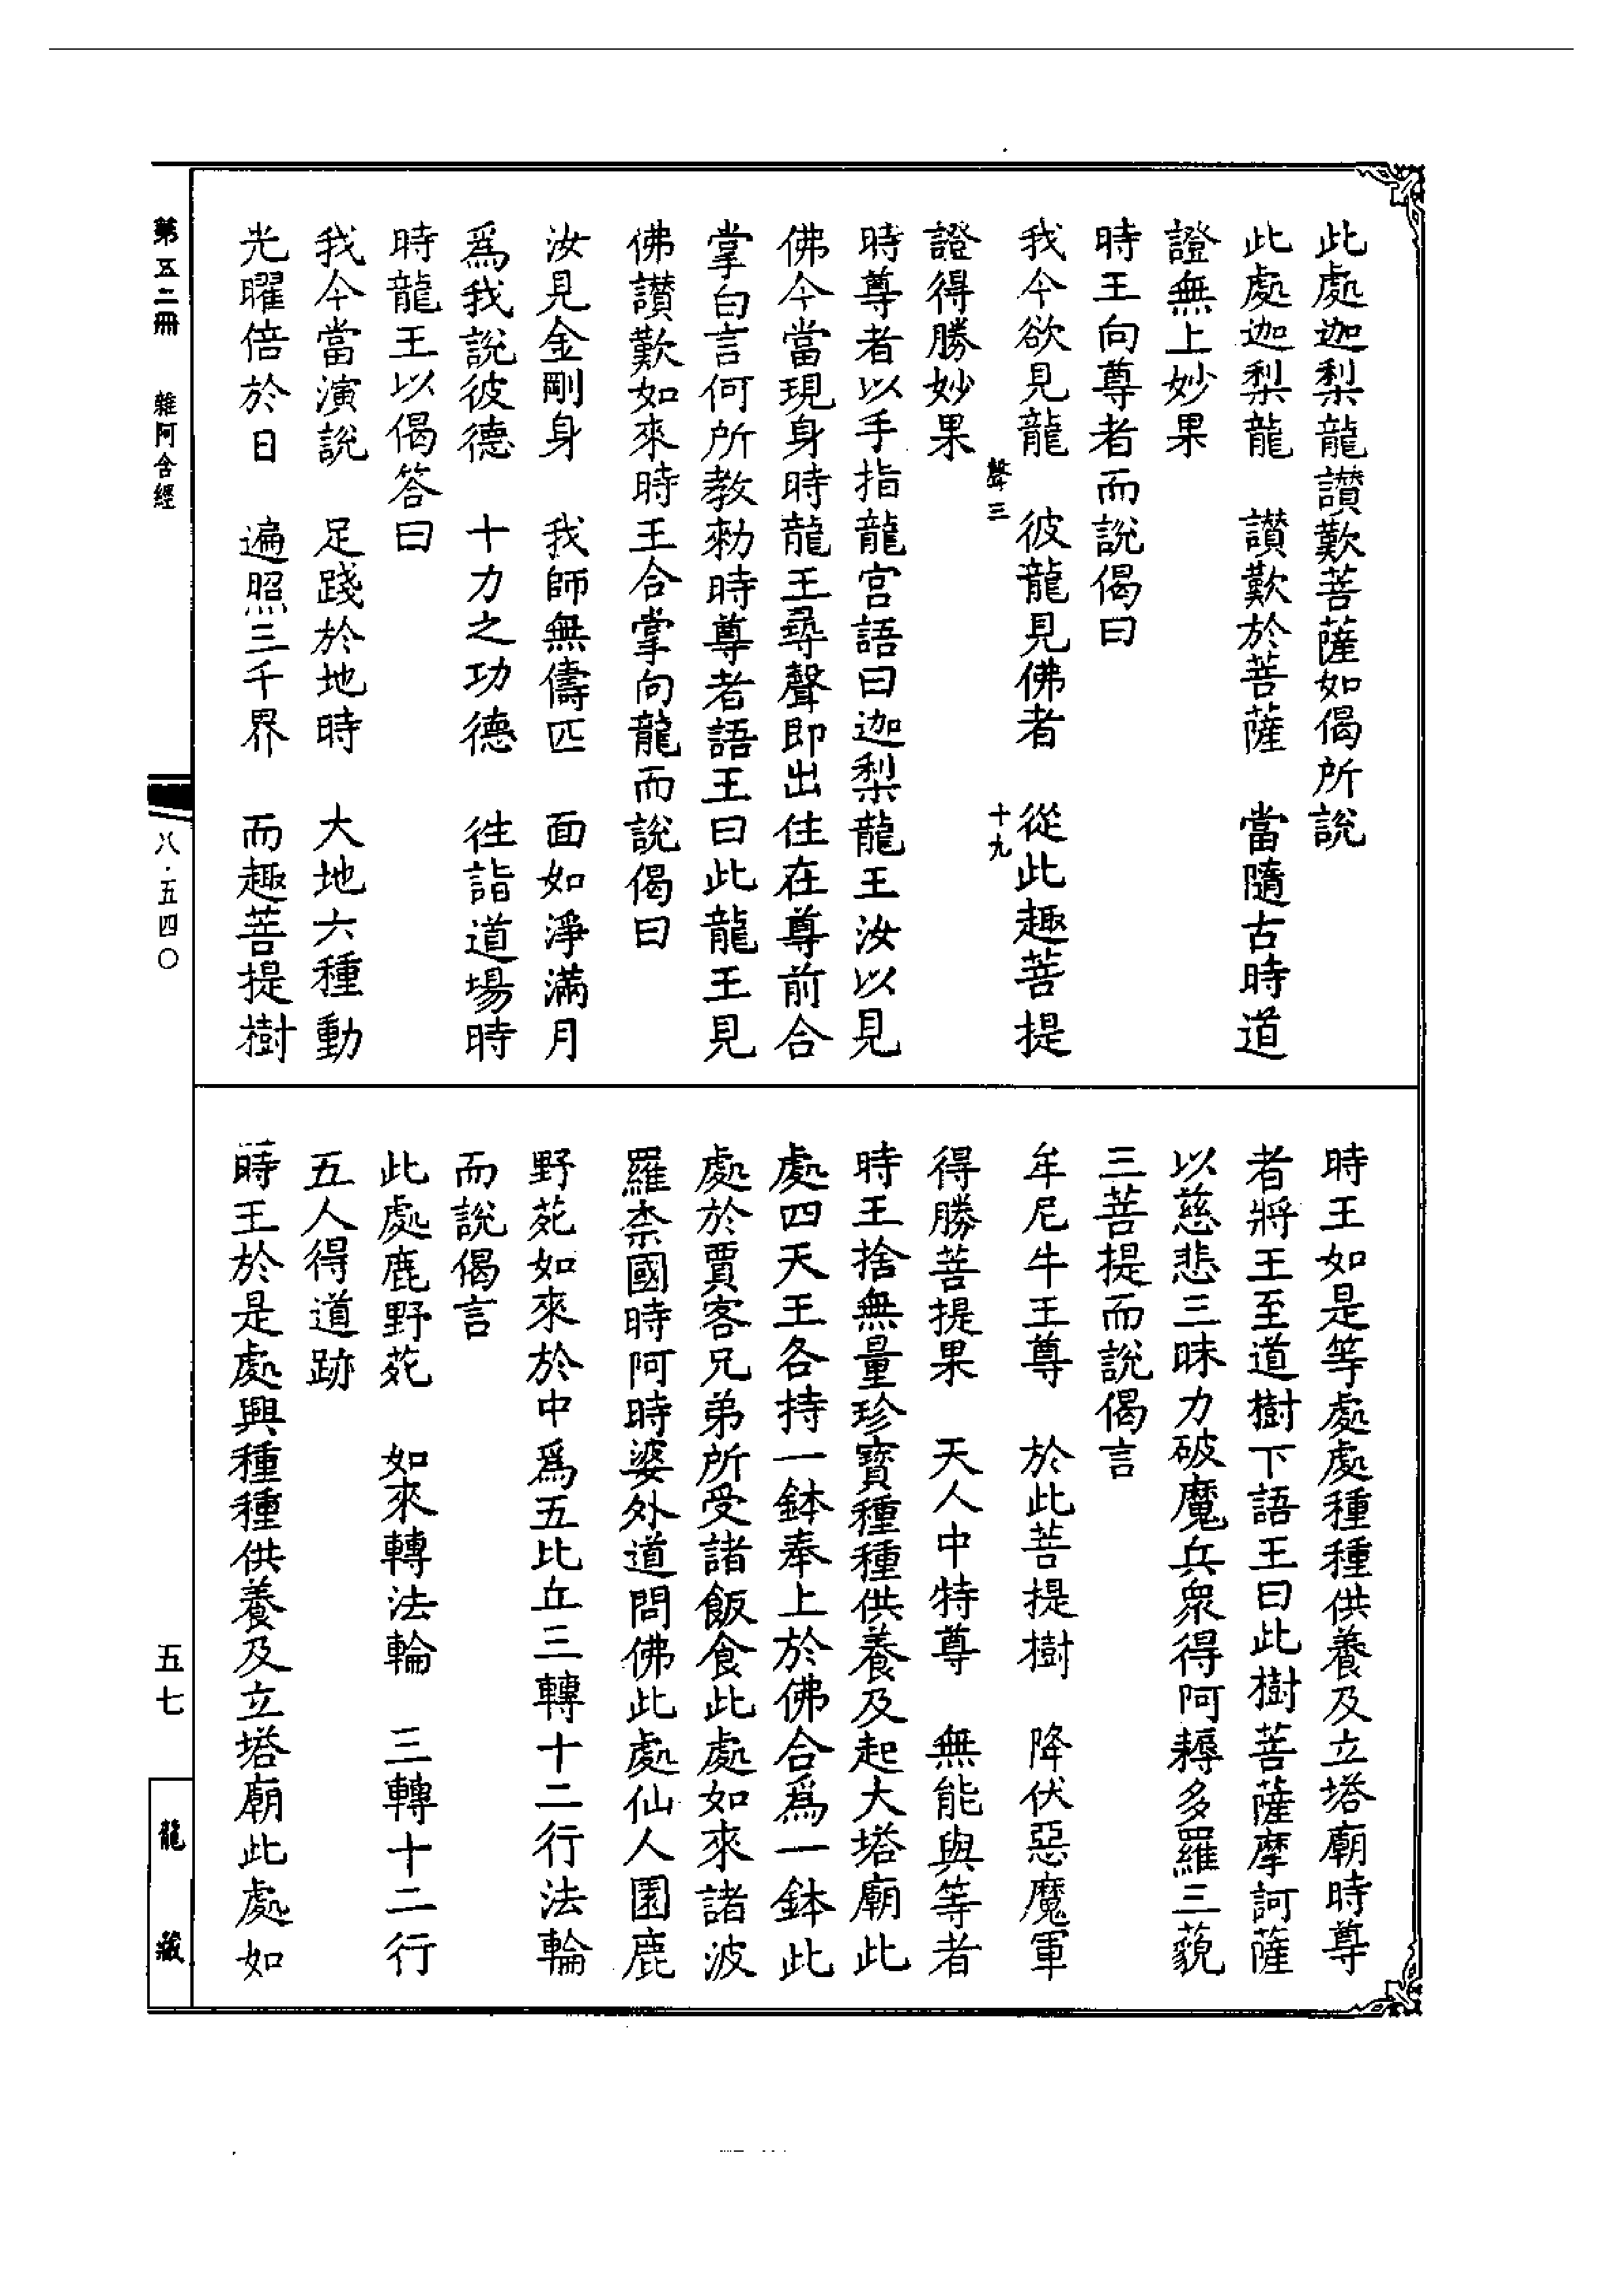 此處迦梨龍讃歎菩薩如偈所說
此處迦梨龍　讃歎於菩薩　當隨古時道
證無上妙果
時王向尊者而說偈曰
我今欲見龍　彼龍見佛者　從此趣菩提
聲三　十九
證得勝妙果
時尊者以手指龍宫語曰迦梨龍王汝以見
佛今當現身時龍王尋聲即出住在尊前合
掌白言何所教勑時尊者語王曰此龍王見
佛讃歎如來時王合掌向龍而說偈曰
汝見金剛身　我師無儔匹　面如淨滿月
爲我說彼德　十力之功德　往詣道場時
時龍王以偈答曰
我今當演說　足踐於地時　大地六種動
光曜倍於日　遍照三千界　而趣菩提樹
時王如是等處處種種供養及立塔廟時尊
者將王至道樹下語王曰此樹菩薩摩訶薩
以慈悲三昧力破魔兵衆得阿耨多羅三藐
三菩提而說偈言
牟尼牛王尊　於此菩提樹　降伏惡魔軍
得勝菩提果　天人中特尊　無能與等者
時王捨無量珍寶種種供養及起大塔廟此
處四天王各持一鉢奉上於佛合爲一鉢此
處於賈客兄弟所受諸飯食此處如來諸波
羅柰國時阿時婆外道問佛此處仙人園鹿
野苑如來於中爲五比丘三轉十二行法輪
而說偈言
此處鹿野苑　如來轉法輪　三轉十二行
五人得道跡
時王於是處興種種供養及立塔廟此處如
第五二冊　雜阿含經
八·五四〇
五七
龍藏